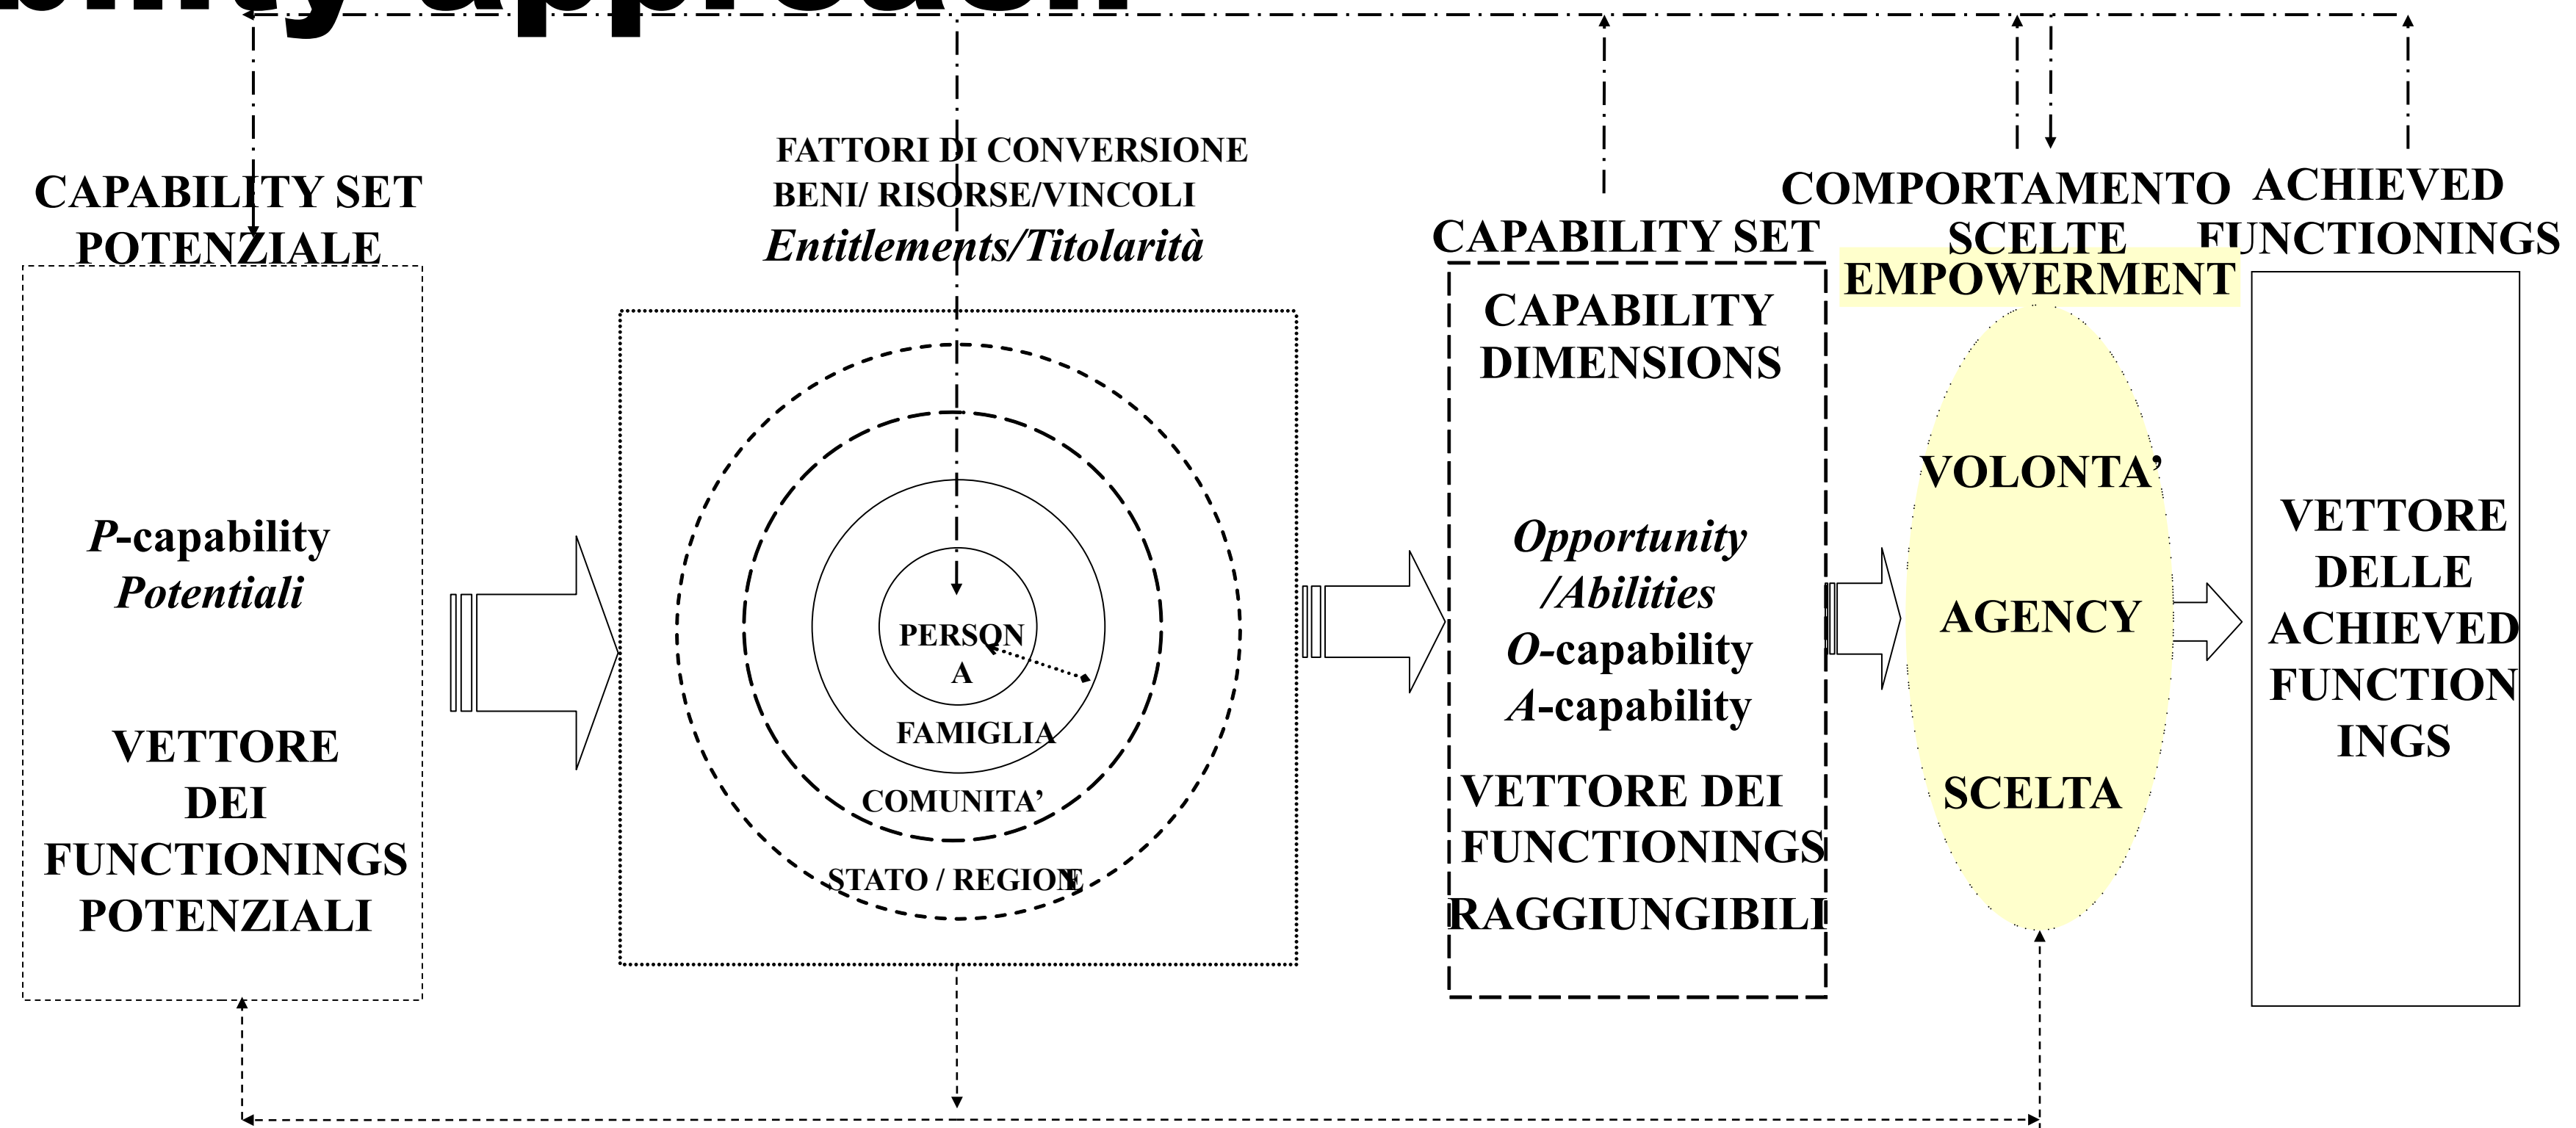 bility approach
CAPABILITY SET
POTENZIALE
P-capability
Potentiali
VETTORE
DEI
FUNCTIONINGS
POTENZIALI
FATTORI DI CONVERSIONE
BENI/ RISORSE/VINCOLI
Entitlements/Titolarità
PERSON
A
FAMIGLIA
COMUNITA’
STATO / REGIONE
CAPABILITY SET
CAPABILITY
DIMENSIONS
Opportunity
/Abilities
O-capability
A-capability
VETTORE DEI
FUNCTIONINGS
RAGGIUNGIBILI
COMPORTAMENTO
SCELTE
EMPOWERMENT
VOLONTA’
AGENCY
SCELTA
ACHIEVED
FUNCTIONINGS
VETTORE
DELLE
ACHIEVED
FUNCTION
INGS